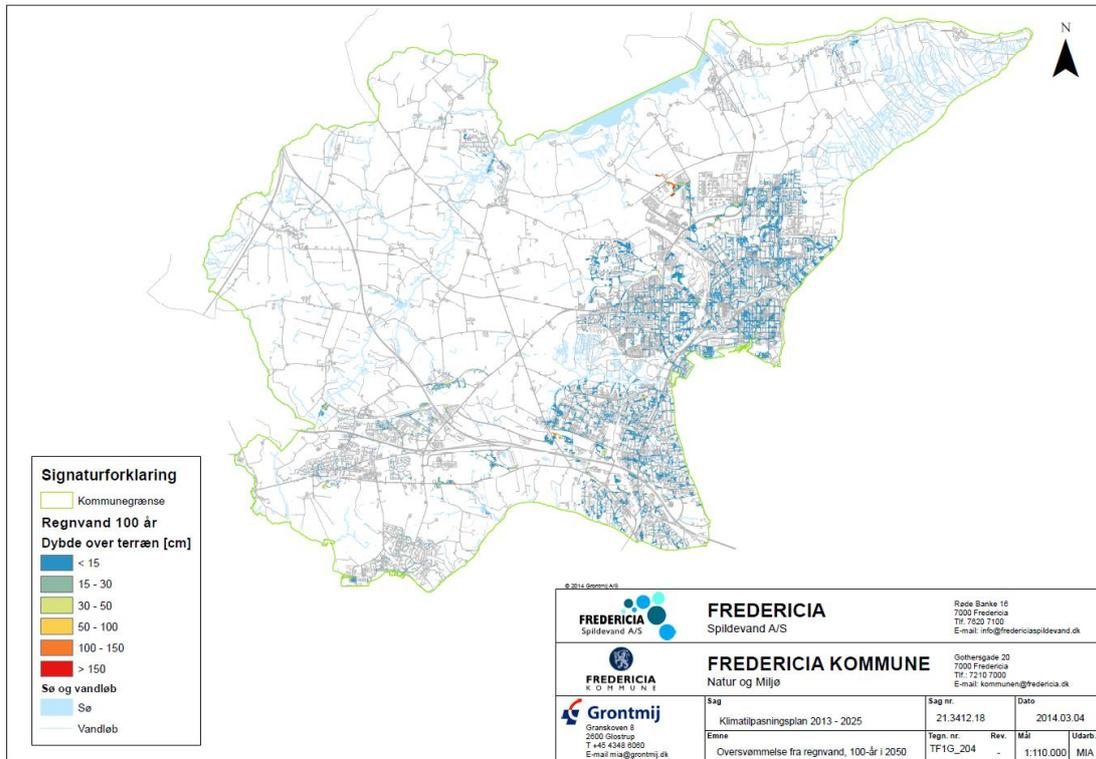 N
Signaturforklaring
Kommunegrænse
Regnvand 100 år
Dybde over terræn [cm]
< 15
15 - 30
30 - 50
50 - 100
100 - 150
> 150
Sø og vandløb
Sø
Vandløb
© 2014 Grontmij A/S
FREDERICIA
Spildevand A/S
FREDERICIA
Spildevand A/S
Røde Banke 16
7000 Fredericia
Tlf. 7620 7100
E-mail: info@fredericiaspildevand.dk
FREDERICIA
KOMMUNE
FREDERICIA KOMMUNE
Natur og Miljø
Gothersgade 20
7000 Fredericia
Tlf.: 7210 7000
E-mail: kommunen@fredericia.dk
Grontmij
Granskoven 8
2600 Glostrup
T +45 4348 6060
E-mail mia@grontmij.dk
Sag
Klimatilpasningsplan 2013 - 2025
Sag nr.
21.3412.18
Dato
2014.03.04
Emne
Oversvømmelse fra regnvand, 100-år i 2050
Tegn. nr.
TF1G_204
Rev.
-
Mål
1:110.000
Udarb.
MIA